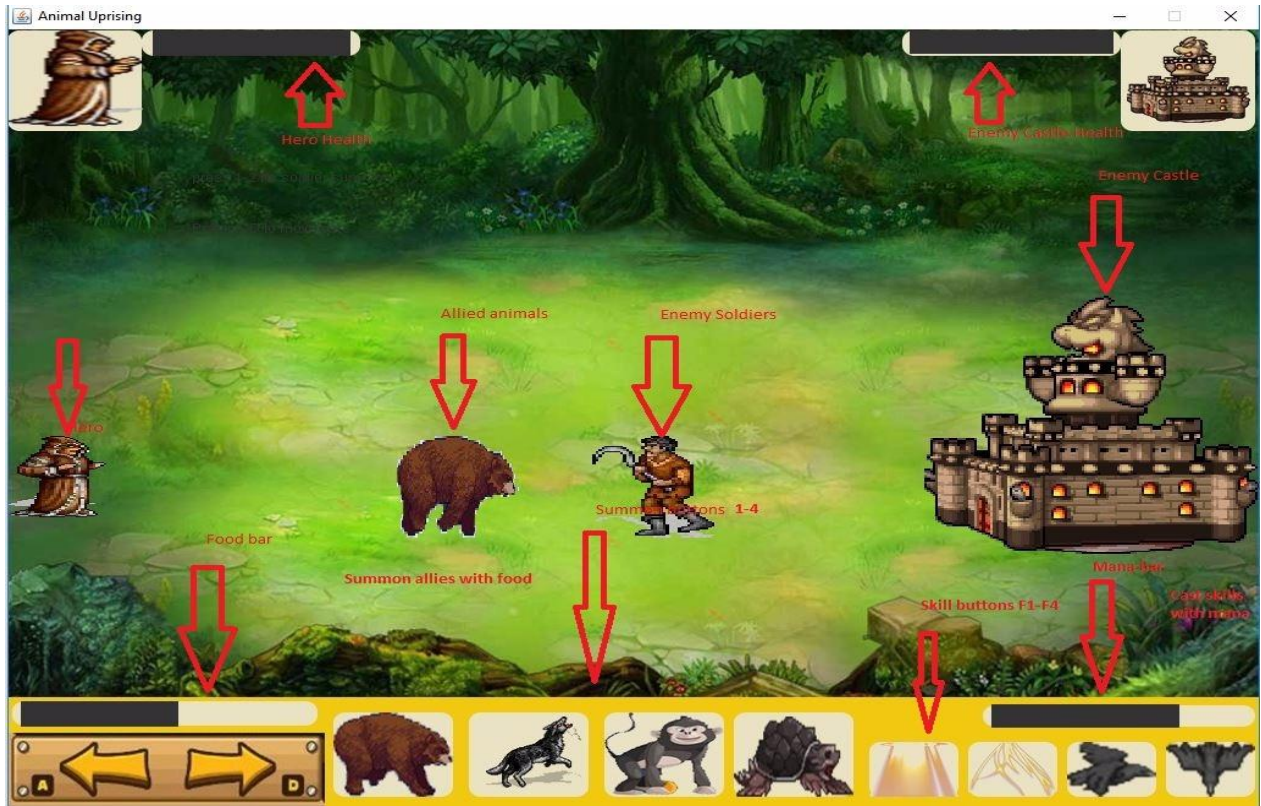 Animal Uprising
Hero Health
Enemy Castle Health
Enemy Castle
Allied animals
Enemy Soldiers
Hero
Summon buttons 1-4
Food bar
Summon allies with food
Mana bar
Skill buttons F1-F4
Cast skills
with mana
A
D